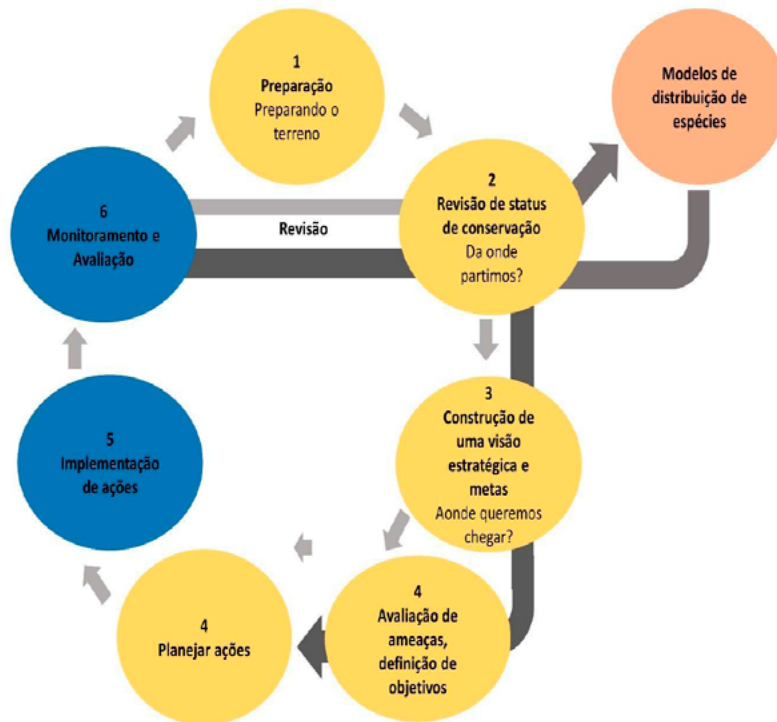 1
Preparação
Preparando o
terreno
Modelos de
distribuição de
espécies
2
Revisão de status
de conservação
Da onde
partimos?
6
Monitoramento e
Avaliação
Revisão
3
Construção de
uma visão
estratégica e
metas
Aonde queremos
chegar?
5
Implementação
de ações
4
Avaliação de
ameaças,
definição de
objetivos
4
Planejar ações